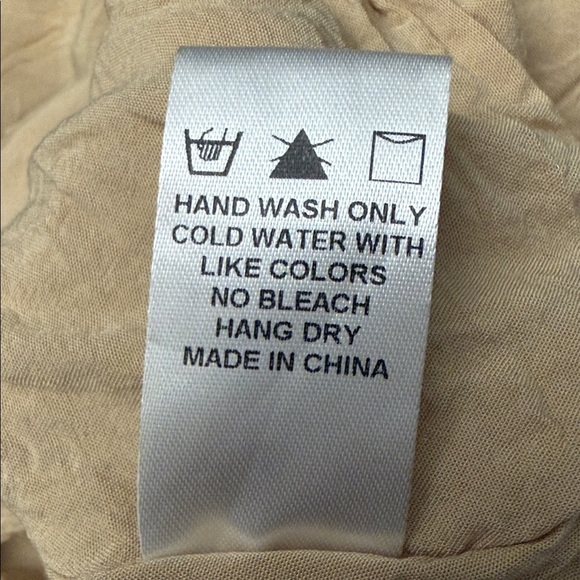 HAND WASH ONLY
COLD WATER WITH
LIKE COLORS
NO BLEACH
HANG DRY
MADE IN CHINA